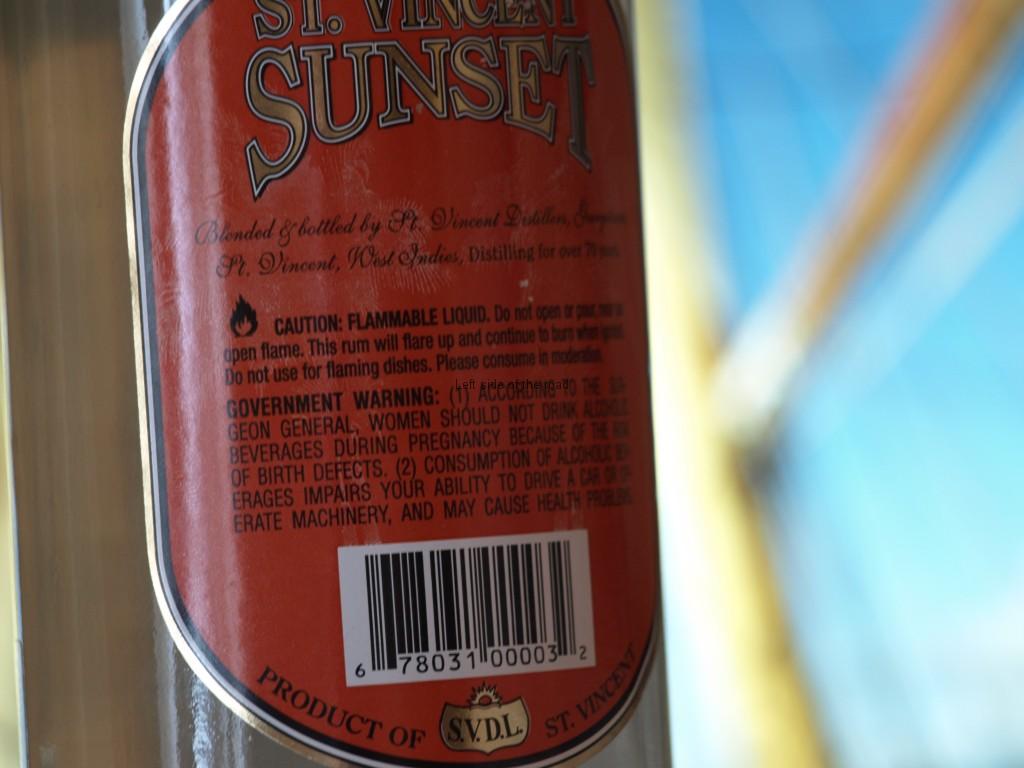 ST. VINCENT
SUNSET
Blended & bottled by St. Vincent Distillers,
St. Vincent, West Indies, Distilling for over 70
CAUTION: FLAMMABLE LIQUID. Do not open or pour near
open flame. This rum will flare up and continue to burn when ignited.
Do not use for flaming dishes. Please consume in moderation.
Left side of the road
GOVERNMENT WARNING: (1) ACCORDING TO THE SUR-
GEON GENERAL, WOMEN SHOULD NOT DRINK ALCOHOLIC
BEVERAGES DURING PREGNANCY BECAUSE OF THE RISK
OF BIRTH DEFECTS. (2) CONSUMPTION OF ALCOHOLIC BEV-
ERAGES IMPAIRS YOUR ABILITY TO DRIVE A CAR OR OP-
ERATE MACHINERY, AND MAY CAUSE HEALTH PROBLEMS.
6 78031 00003 2
PRODUCT OF S.V.D.L. ST. VINCENT